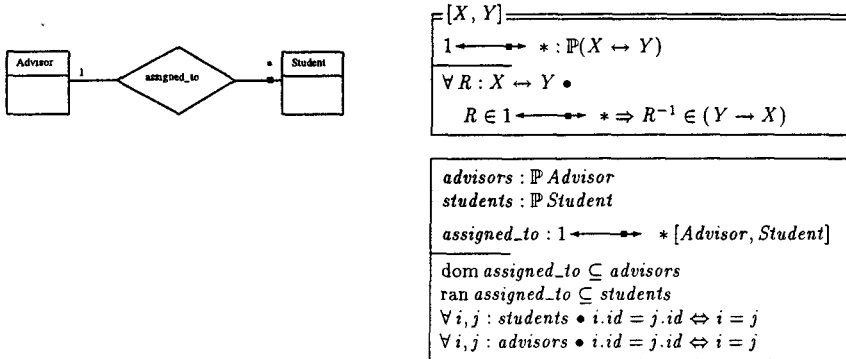 Advisor
1
assigned_to
*
Student
[X, Y]
1 ⟷ * : ℙ(X ↔ Y)
∀ R : X ↔ Y •
R ∈ 1 ⟷ * ⇒ R⁻¹ ∈ (Y → X)
advisors : ℙ Advisor
students : ℙ Student
assigned_to : 1 ⟷ * [Advisor, Student]
dom assigned_to ⊆ advisors
ran assigned_to ⊆ students
∀ i, j : students • i.id = j.id ⇔ i = j
∀ i, j : advisors • i.id = j.id ⇔ i = j